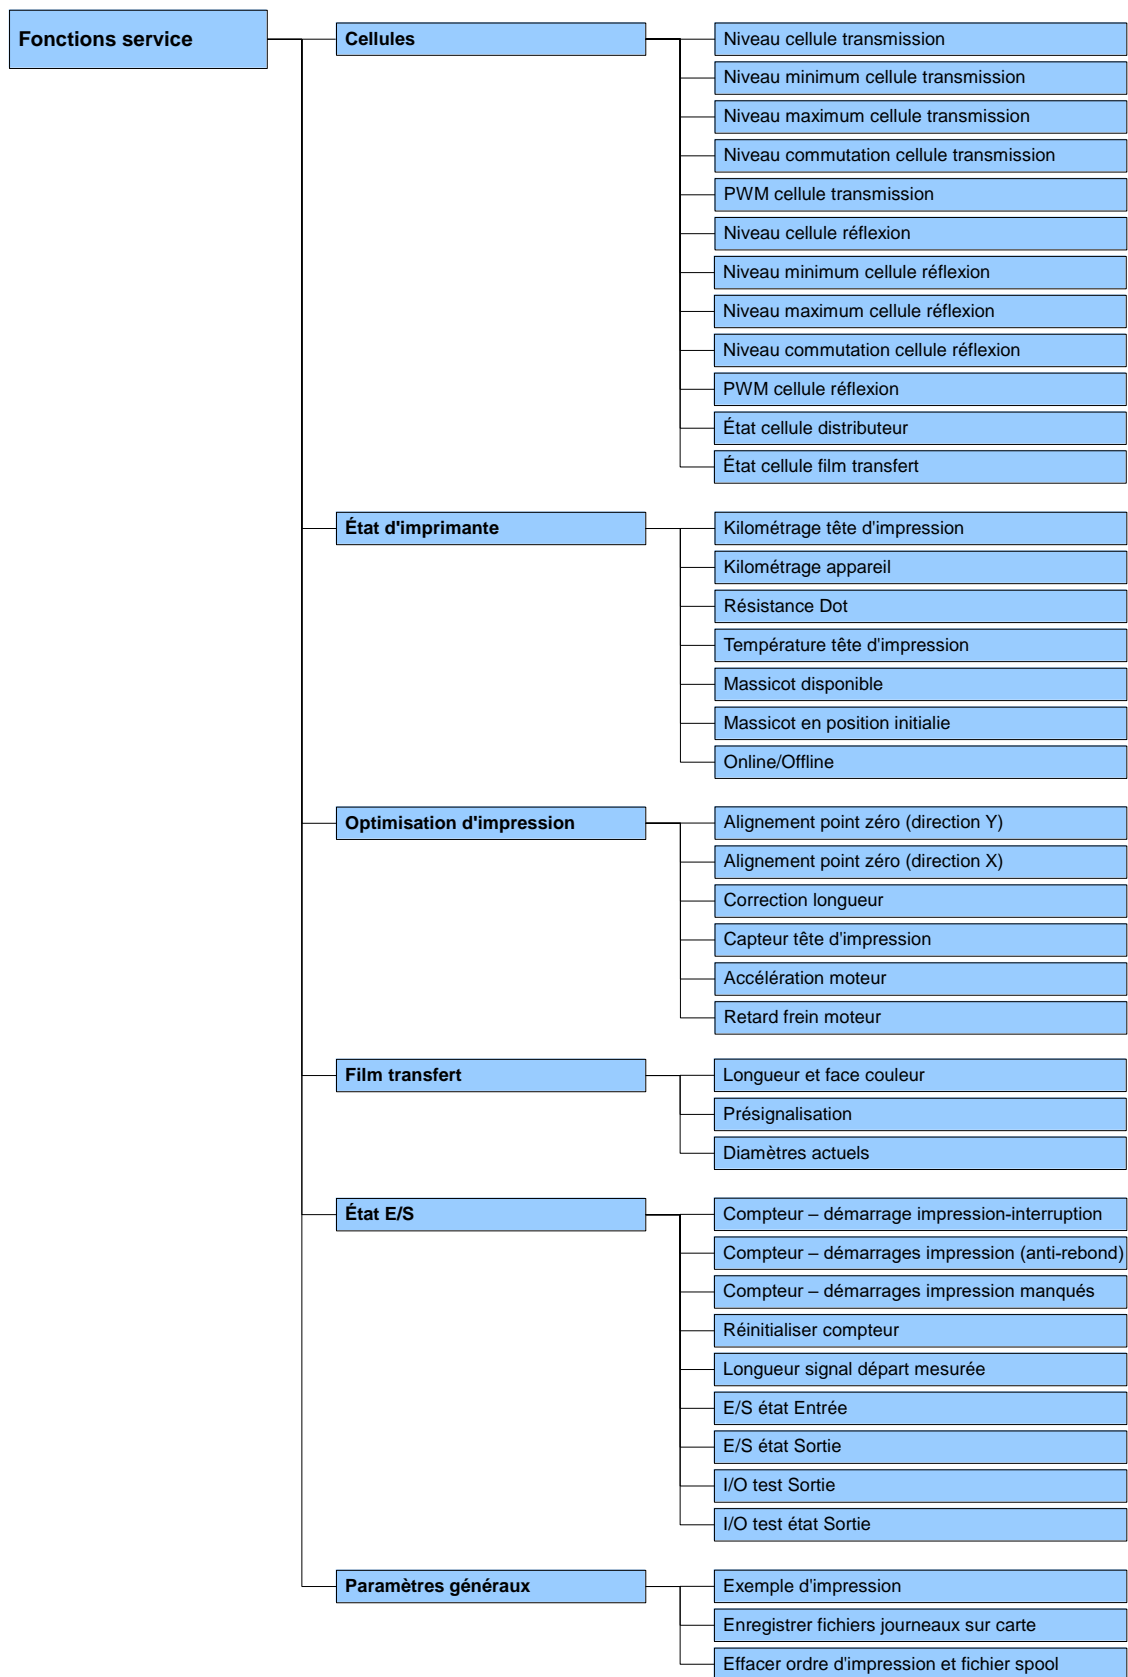 Fonctions service
Cellules
Niveau cellule transmission
Niveau minimum cellule transmission
Niveau maximum cellule transmission
Niveau commutation cellule transmission
PWM cellule transmission
Niveau cellule réflexion
Niveau minimum cellule réflexion
Niveau maximum cellule réflexion
Niveau commutation cellule réflexion
PWM cellule réflexion
État cellule distributeur
État cellule film transfert
État d'imprimante
Kilométrage tête d'impression
Kilométrage appareil
Résistance Dot
Température tête d'impression
Massicot disponible
Massicot en position initialie
Online/Offline
Optimisation d'impression
Alignement point zéro (direction Y)
Alignement point zéro (direction X)
Correction longueur
Capteur tête d'impression
Accélération moteur
Retard frein moteur
Film transfert
Longueur et face couleur
Présignalisation
Diamètres actuels
État E/S
Compteur – démarrage impression-interruption
Compteur – démarrages impression (anti-rebond)
Compteur – démarrages impression manqués
Réinitialiser compteur
Longueur signal départ mesurée
E/S état Entrée
E/S état Sortie
I/O test Sortie
I/O test état Sortie
Paramètres généraux
Exemple d'impression
Enregistrer fichiers journeaux sur carte
Effacer ordre d'impression et fichier spool